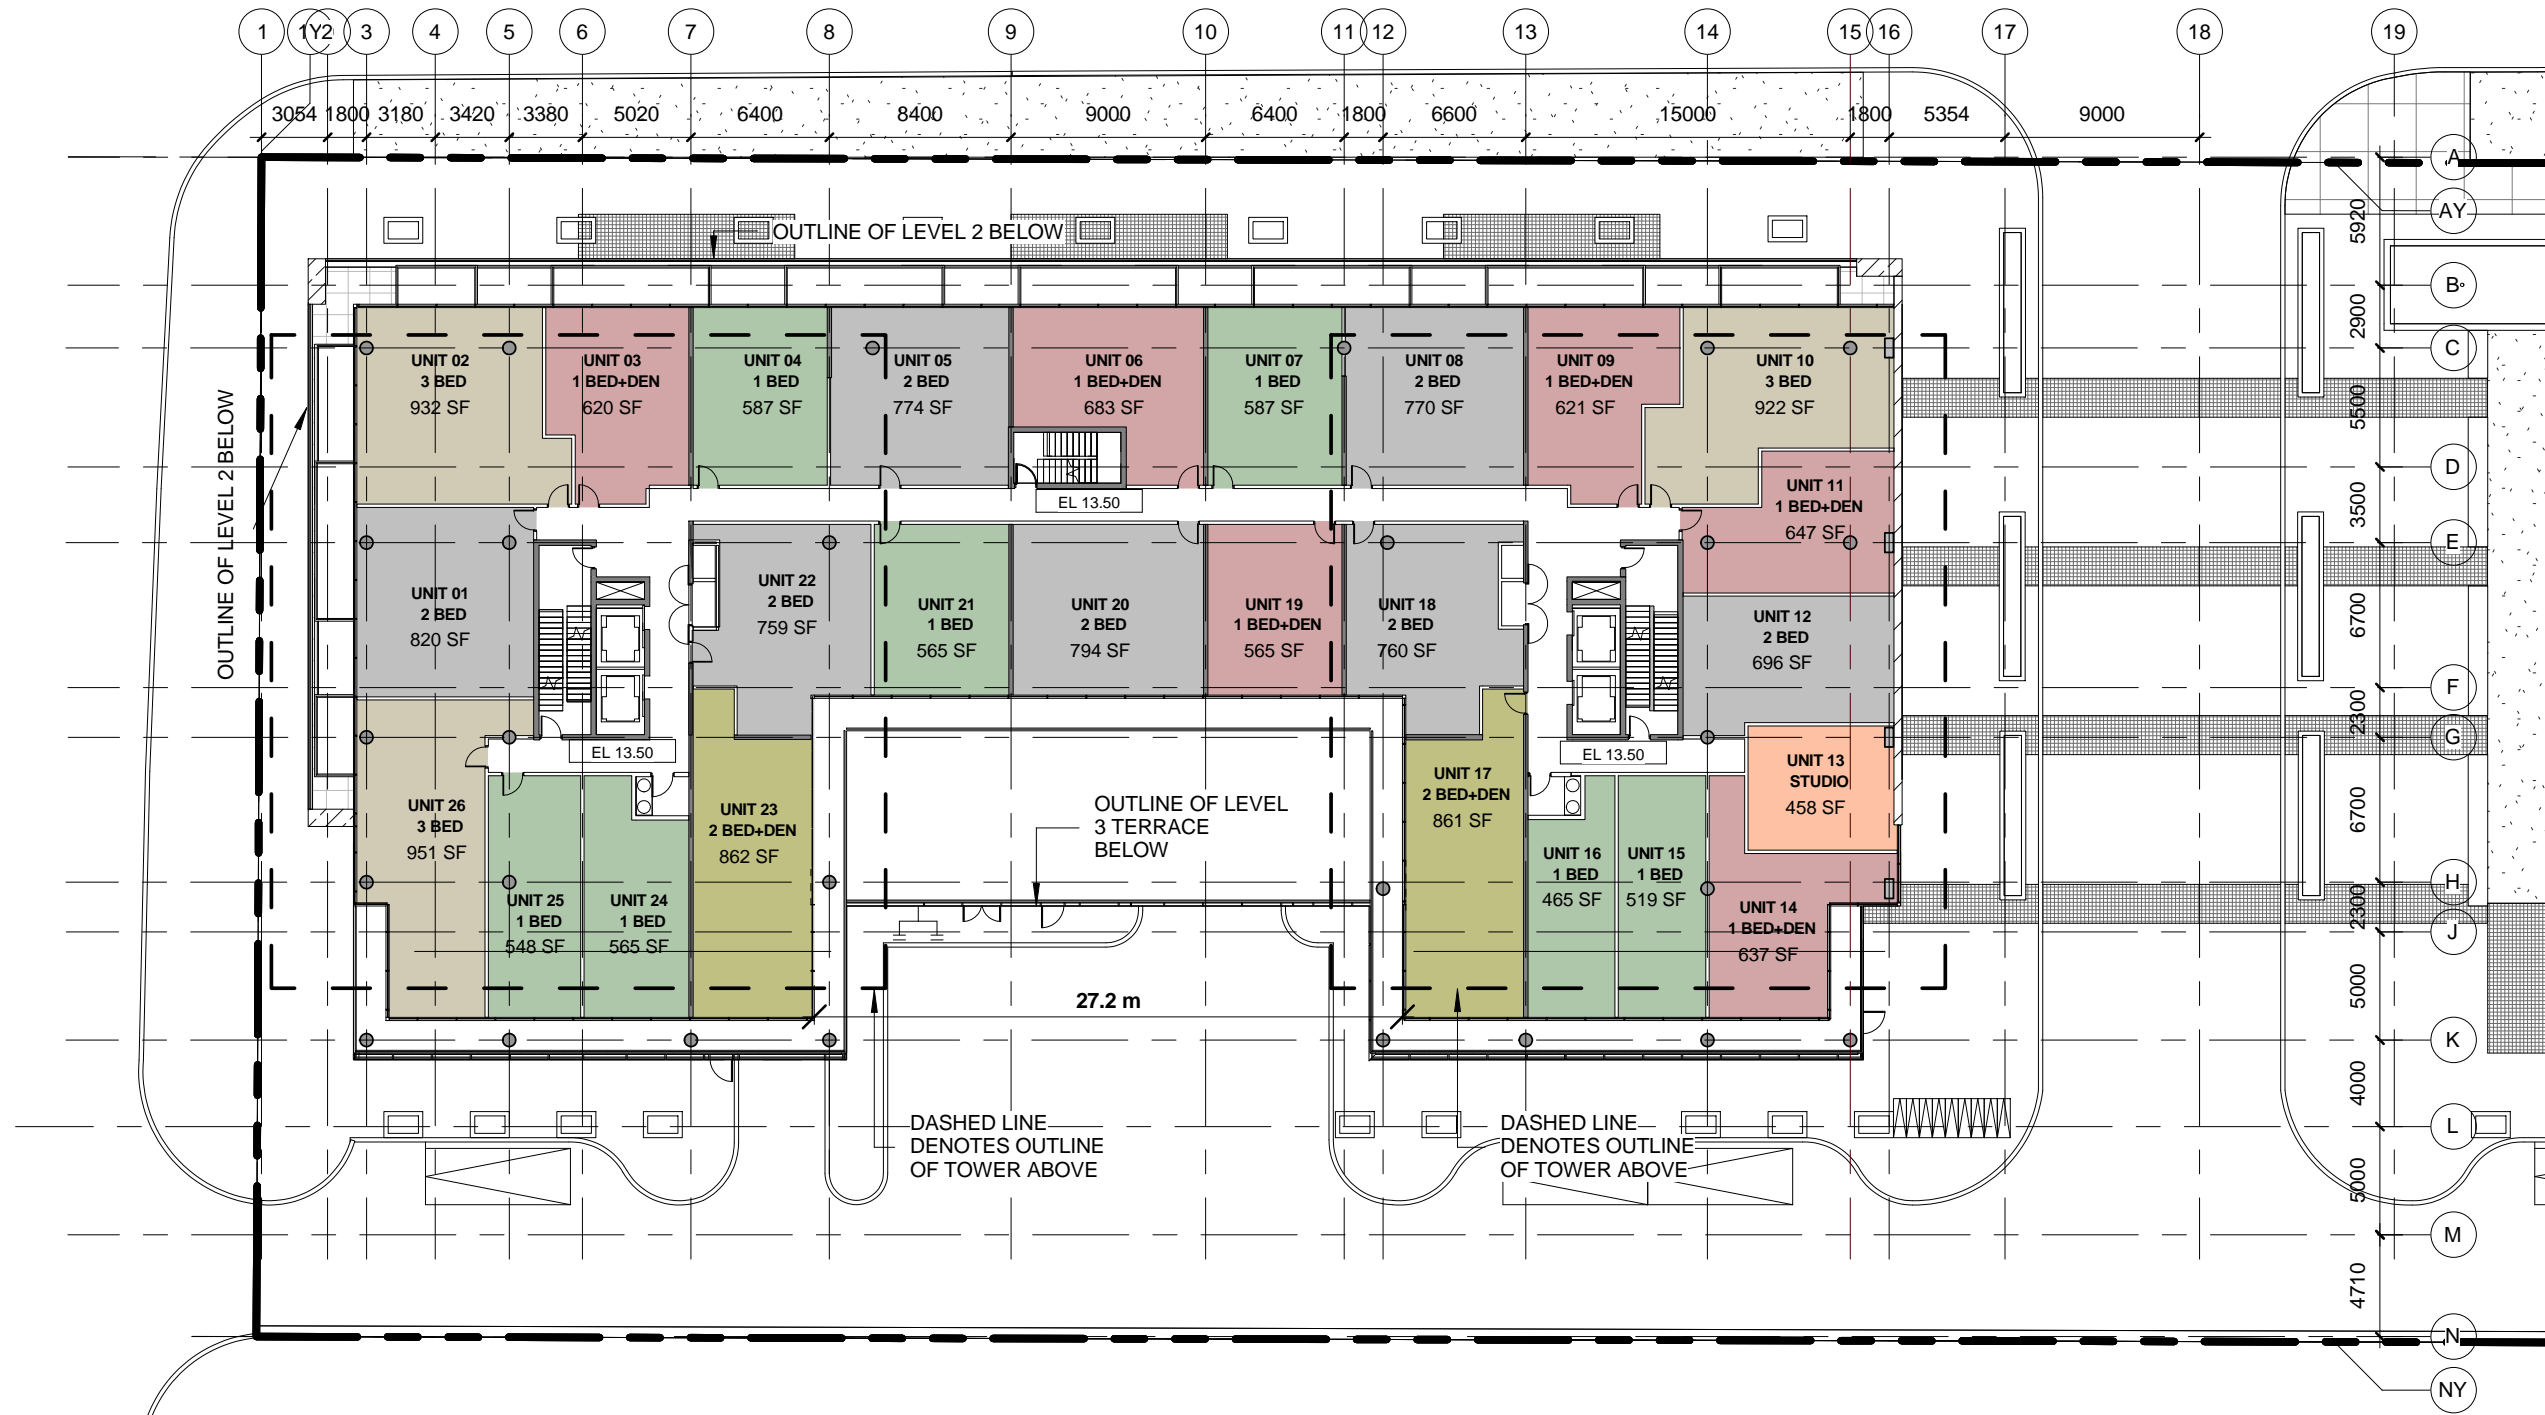 1 1Y 2 3 4 5 6 7 8 9 10 11 12 13 14 15 16 17 18 19
3054 1800 3180 3420 3380 5020 6400 8400 9000 6400 1800 6600 15000 1800 5354 9000
A
AY
5920
B
2900
C
5500
D
3500
E
6700
F
2300
G
6700
H
2300
J
5000
K
4000
L
5000
M
4710
N
NY
OUTLINE OF LEVEL 2 BELOW
OUTLINE OF LEVEL 2 BELOW
UNIT 02
3 BED
932 SF
UNIT 03
1 BED+DEN
620 SF
UNIT 04
1 BED
587 SF
UNIT 05
2 BED
774 SF
UNIT 06
1 BED+DEN
683 SF
UNIT 07
1 BED
587 SF
UNIT 08
2 BED
770 SF
UNIT 09
1 BED+DEN
621 SF
UNIT 10
3 BED
922 SF
UNIT 11
1 BED+DEN
647 SF
EL 13.50
UNIT 01
2 BED
820 SF
UNIT 22
2 BED
759 SF
UNIT 21
1 BED
565 SF
UNIT 20
2 BED
794 SF
UNIT 19
1 BED+DEN
565 SF
UNIT 18
2 BED
760 SF
UNIT 12
2 BED
696 SF
EL 13.50
EL 13.50
UNIT 26
3 BED
951 SF
UNIT 25
1 BED
548 SF
UNIT 24
1 BED
565 SF
UNIT 23
2 BED+DEN
862 SF
OUTLINE OF LEVEL
3 TERRACE
BELOW
UNIT 17
2 BED+DEN
861 SF
UNIT 16
1 BED
465 SF
UNIT 15
1 BED
519 SF
UNIT 13
STUDIO
458 SF
UNIT 14
1 BED+DEN
637 SF
27.2 m
DASHED LINE
DENOTES OUTLINE
OF TOWER ABOVE
DASHED LINE
DENOTES OUTLINE
OF TOWER ABOVE